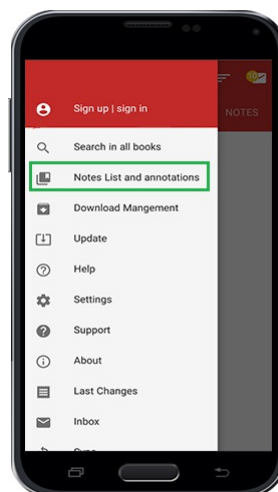 Sign up | sign in
NOTES
Search in all books
Notes List and annotations
Download Mangement
Update
Help
Settings
Support
About
Last Changes
Inbox